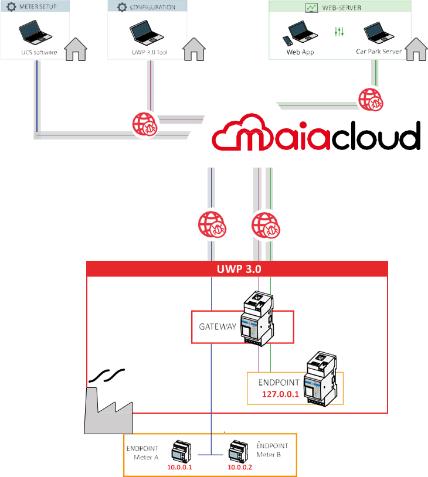 METER SETUP
CONFIGURATION
WEB-SERVER
UCS software
UWP 3.0 Tool
Web App
Car Park Server
maiacloud
UWP 3.0
GATEWAY
ENDPOINT
127.0.0.1
ENDPOINT
Meter A
10.0.0.1
10.0.0.2
ENDPOINT
Meter B